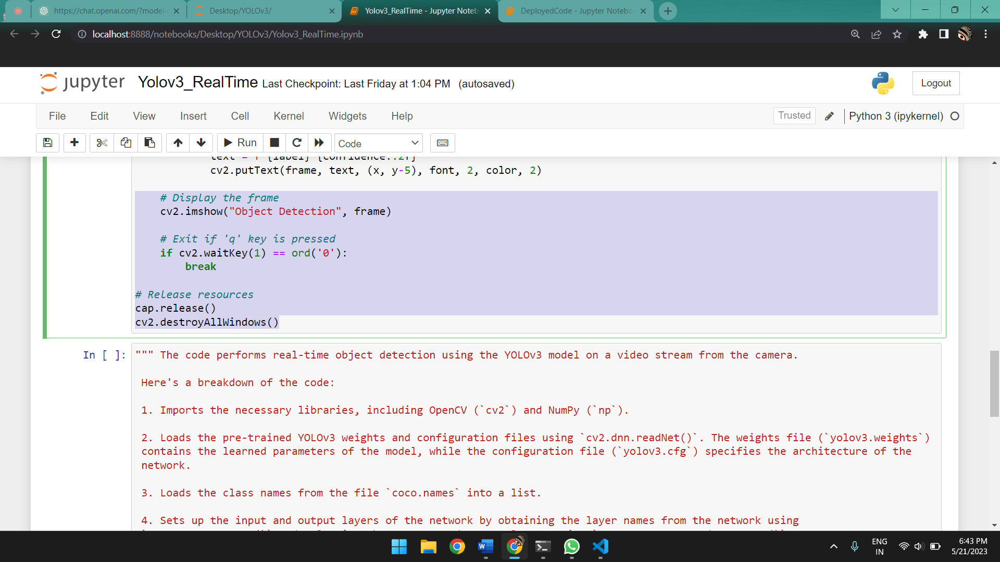 https://chat.openai.com/?model=
Desktop/YOLOv3/
Yolov3_RealTime - Jupyter Noteb
DeployedCode - Jupyter Notebo
localhost:8888/notebooks/Desktop/YOLOv3/Yolov3_RealTime.ipynb
jupyter Yolov3_RealTime Last Checkpoint: Last Friday at 1:04 PM (autosaved)
Logout
File Edit View Insert Cell Kernel Widgets Help
Trusted Python 3 (ipykernel)
Run Code
text = f"{label} {confidence:.2f}"
cv2.putText(frame, text, (x, y-5), font, 2, color, 2)
# Display the frame
cv2.imshow("Object Detection", frame)
# Exit if 'q' key is pressed
if cv2.waitKey(1) == ord('0'):
break
# Release resources
cap.release()
cv2.destroyAllWindows()
In [ ]: """ The code performs real-time object detection using the YOLOv3 model on a video stream from the camera.
Here's a breakdown of the code:
1. Imports the necessary libraries, including OpenCV (`cv2`) and NumPy (`np`).
2. Loads the pre-trained YOLOv3 weights and configuration files using `cv2.dnn.readNet()`. The weights file (`yolov3.weights`)
contains the learned parameters of the model, while the configuration file (`yolov3.cfg`) specifies the architecture of the
network.
3. Loads the class names from the file `coco.names` into a list.
4. Sets up the input and output layers of the network by obtaining the layer names from the network using
ENG
IN
6:43 PM
5/21/2023